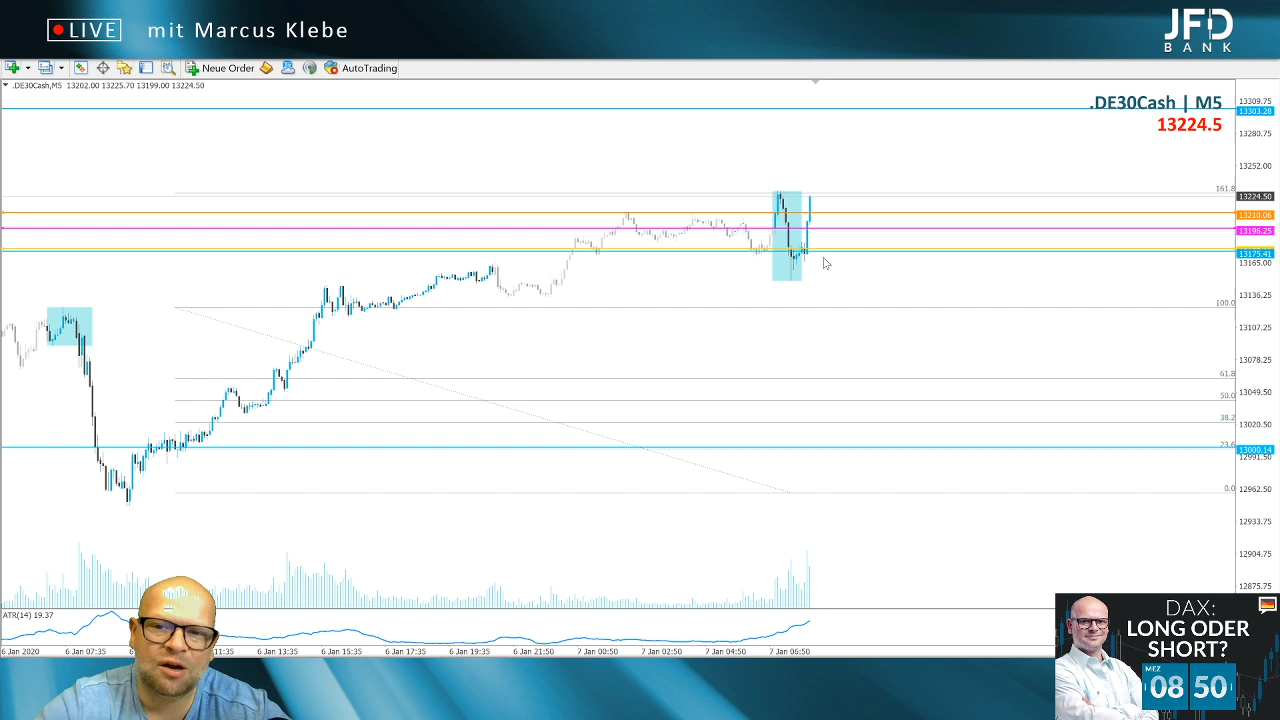 LIVE mit Marcus Klebe
JFD
BANK
Neue Order AutoTrading
.DE30Cash,M5 13202.00 13225.70 13199.00 13224.50
.DE30Cash | M5
13224.5
13309.75
13303.28
13280.75
13252.00
161.8
13224.50
13210.06
13196.25
13175.41
13165.00
13136.25
100.0
13107.25
13078.25
61.8
13049.50
50.0
13020.50
38.2
23.6
13000.14
12991.50
12962.50
0.0
12933.75
12904.75
12875.75
ATR(14) 19.37
6 Jan 2020 6 Jan 07:35 11:35 6 Jan 13:35 6 Jan 15:35 6 Jan 17:35 6 Jan 19:35 6 Jan 21:50 7 Jan 00:50 7 Jan 02:50 7 Jan 04:50 7 Jan 06:50
DAX:
LONG ODER
SHORT?
MEZ
08 50